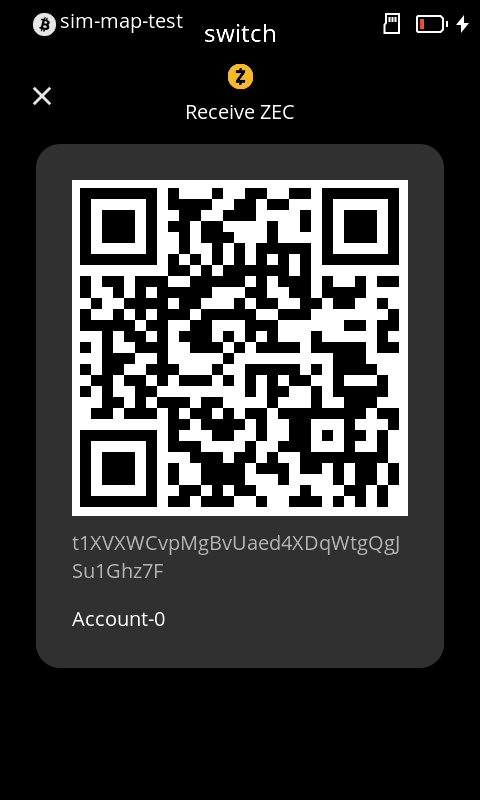 sim-map-test
switch
Receive ZEC
t1XVXWCvpMgBvUaed4XDqWtgQgJ
Su1Ghz7F
Account-0